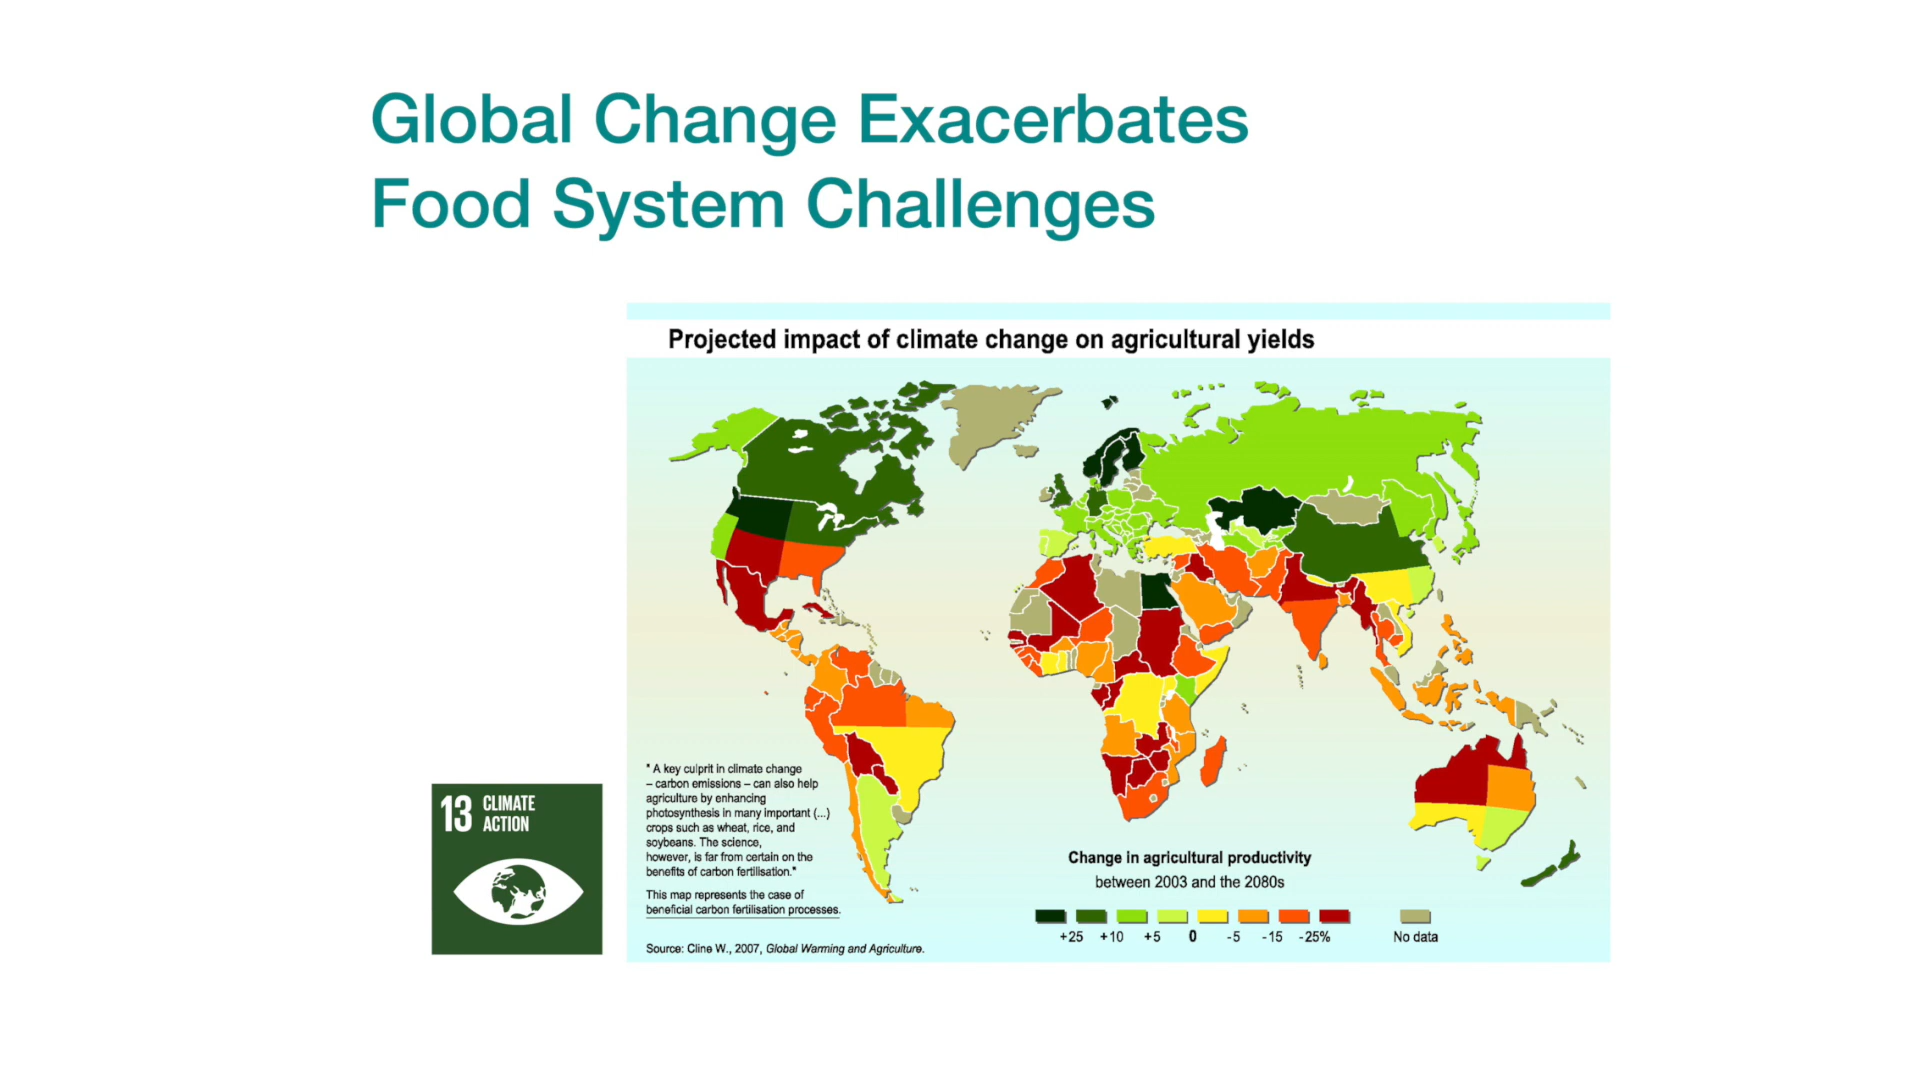 Global Change Exacerbates
Food System Challenges
Projected impact of climate change on agricultural yields
" A key culprit in climate change
– carbon emissions – can also help
agriculture by enhancing
photosynthesis in many important (...)
crops such as wheat, rice, and
soybeans. The science,
however, is far from certain on the
benefits of carbon fertilisation."
This map represents the case of
beneficial carbon fertilisation processes.
Source: Cline W., 2007, Global Warming and Agriculture.
Change in agricultural productivity
between 2003 and the 2080s
+25 +10 +5 0 -5 -15 -25%
No data
13 CLIMATE
ACTION